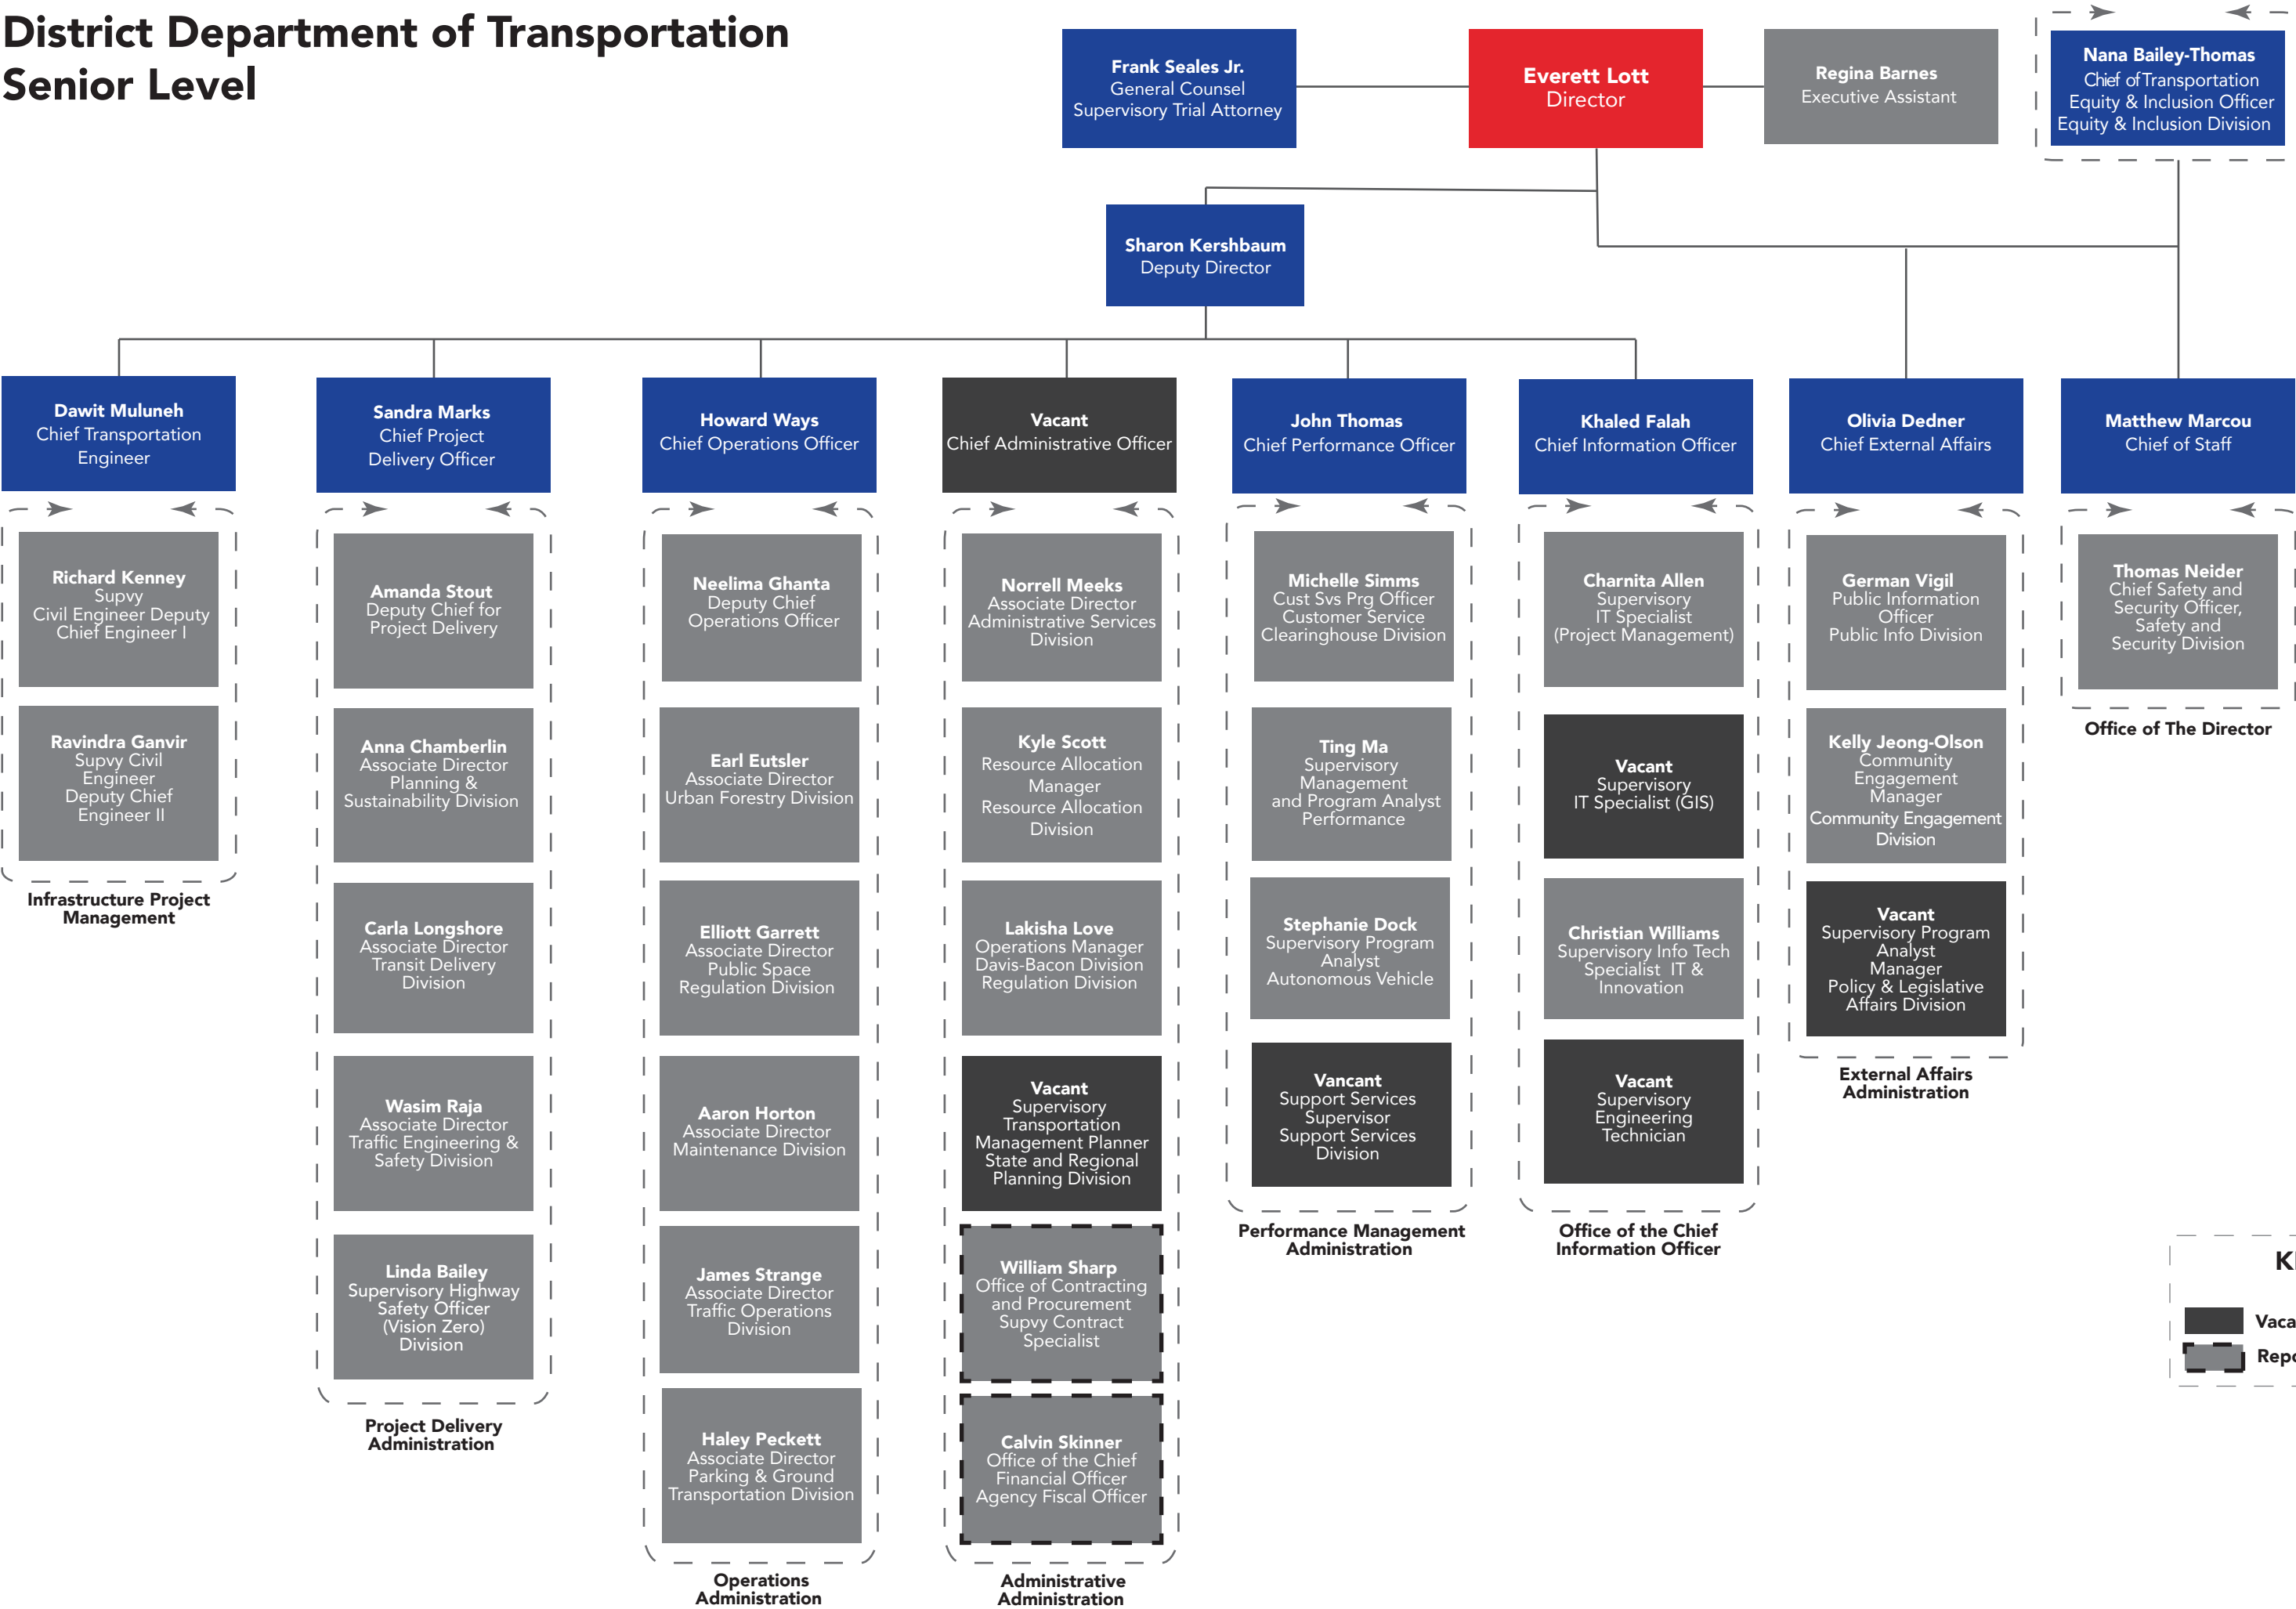 District Department of Transportation
Senior Level
Frank Seales Jr.
General Counsel
Supervisory Trial Attorney
Everett Lott
Director
Regina Barnes
Executive Assistant
Nana Bailey-Thomas
Chief of Transportation
Equity & Inclusion Officer
Equity & Inclusion Division
Sharon Kershbaum
Deputy Director
Dawit Muluneh
Chief Transportation
Engineer
Sandra Marks
Chief Project
Delivery Officer
Howard Ways
Chief Operations Officer
Vacant
Chief Administrative Officer
John Thomas
Chief Performance Officer
Khaled Falah
Chief Information Officer
Olivia Dedner
Chief External Affairs
Matthew Marcou
Chief of Staff
Richard Kenney
Supvy
Civil Engineer Deputy
Chief Engineer I
Ravindra Ganvir
Supvy Civil
Engineer
Deputy Chief
Engineer II
Infrastructure Project
Management
Amanda Stout
Deputy Chief for
Project Delivery
Anna Chamberlin
Associate Director
Planning &
Sustainability Division
Carla Longshore
Associate Director
Transit Delivery
Division
Wasim Raja
Associate Director
Traffic Engineering &
Safety Division
Linda Bailey
Supervisory Highway
Safety Officer
(Vision Zero)
Division
Project Delivery
Administration
Neelima Ghanta
Deputy Chief
Operations Officer
Earl Eutsler
Associate Director
Urban Forestry Division
Elliott Garrett
Associate Director
Public Space
Regulation Division
Aaron Horton
Associate Director
Maintenance Division
James Strange
Associate Director
Traffic Operations
Division
Haley Peckett
Associate Director
Parking & Ground
Transportation Division
Operations
Administration
Norrell Meeks
Associate Director
Administrative Services
Division
Kyle Scott
Resource Allocation
Manager
Resource Allocation
Division
Lakisha Love
Operations Manager
Davis-Bacon Division
Regulation Division
Vacant
Supervisory
Transportation
Management Planner
State and Regional
Planning Division
William Sharp
Office of Contracting
and Procurement
Supvy Contract
Specialist
Calvin Skinner
Office of the Chief
Financial Officer
Agency Fiscal Officer
Administrative
Administration
Michelle Simms
Cust Svs Prg Officer
Customer Service
Clearinghouse Division
Ting Ma
Supervisory
Management
and Program Analyst
Performance
Stephanie Dock
Supervisory Program
Analyst
Autonomous Vehicle
Vancant
Support Services
Supervisor
Support Services
Division
Performance Management
Administration
Charnita Allen
Supervisory
IT Specialist
(Project Management)
Vacant
Supervisory
IT Specialist (GIS)
Christian Williams
Supervisory Info Tech
Specialist IT &
Innovation
Vacant
Supervisory
Engineering
Technician
Office of the Chief
Information Officer
German Vigil
Public Information
Officer
Public Info Division
Kelly Jeong-Olson
Community
Engagement
Manager
Community Engagement
Division
Vacant
Supervisory Program
Analyst
Manager
Policy & Legislative
Affairs Division
External Affairs
Administration
Thomas Neider
Chief Safety and
Security Officer,
Safety and
Security Division
Office of The Director